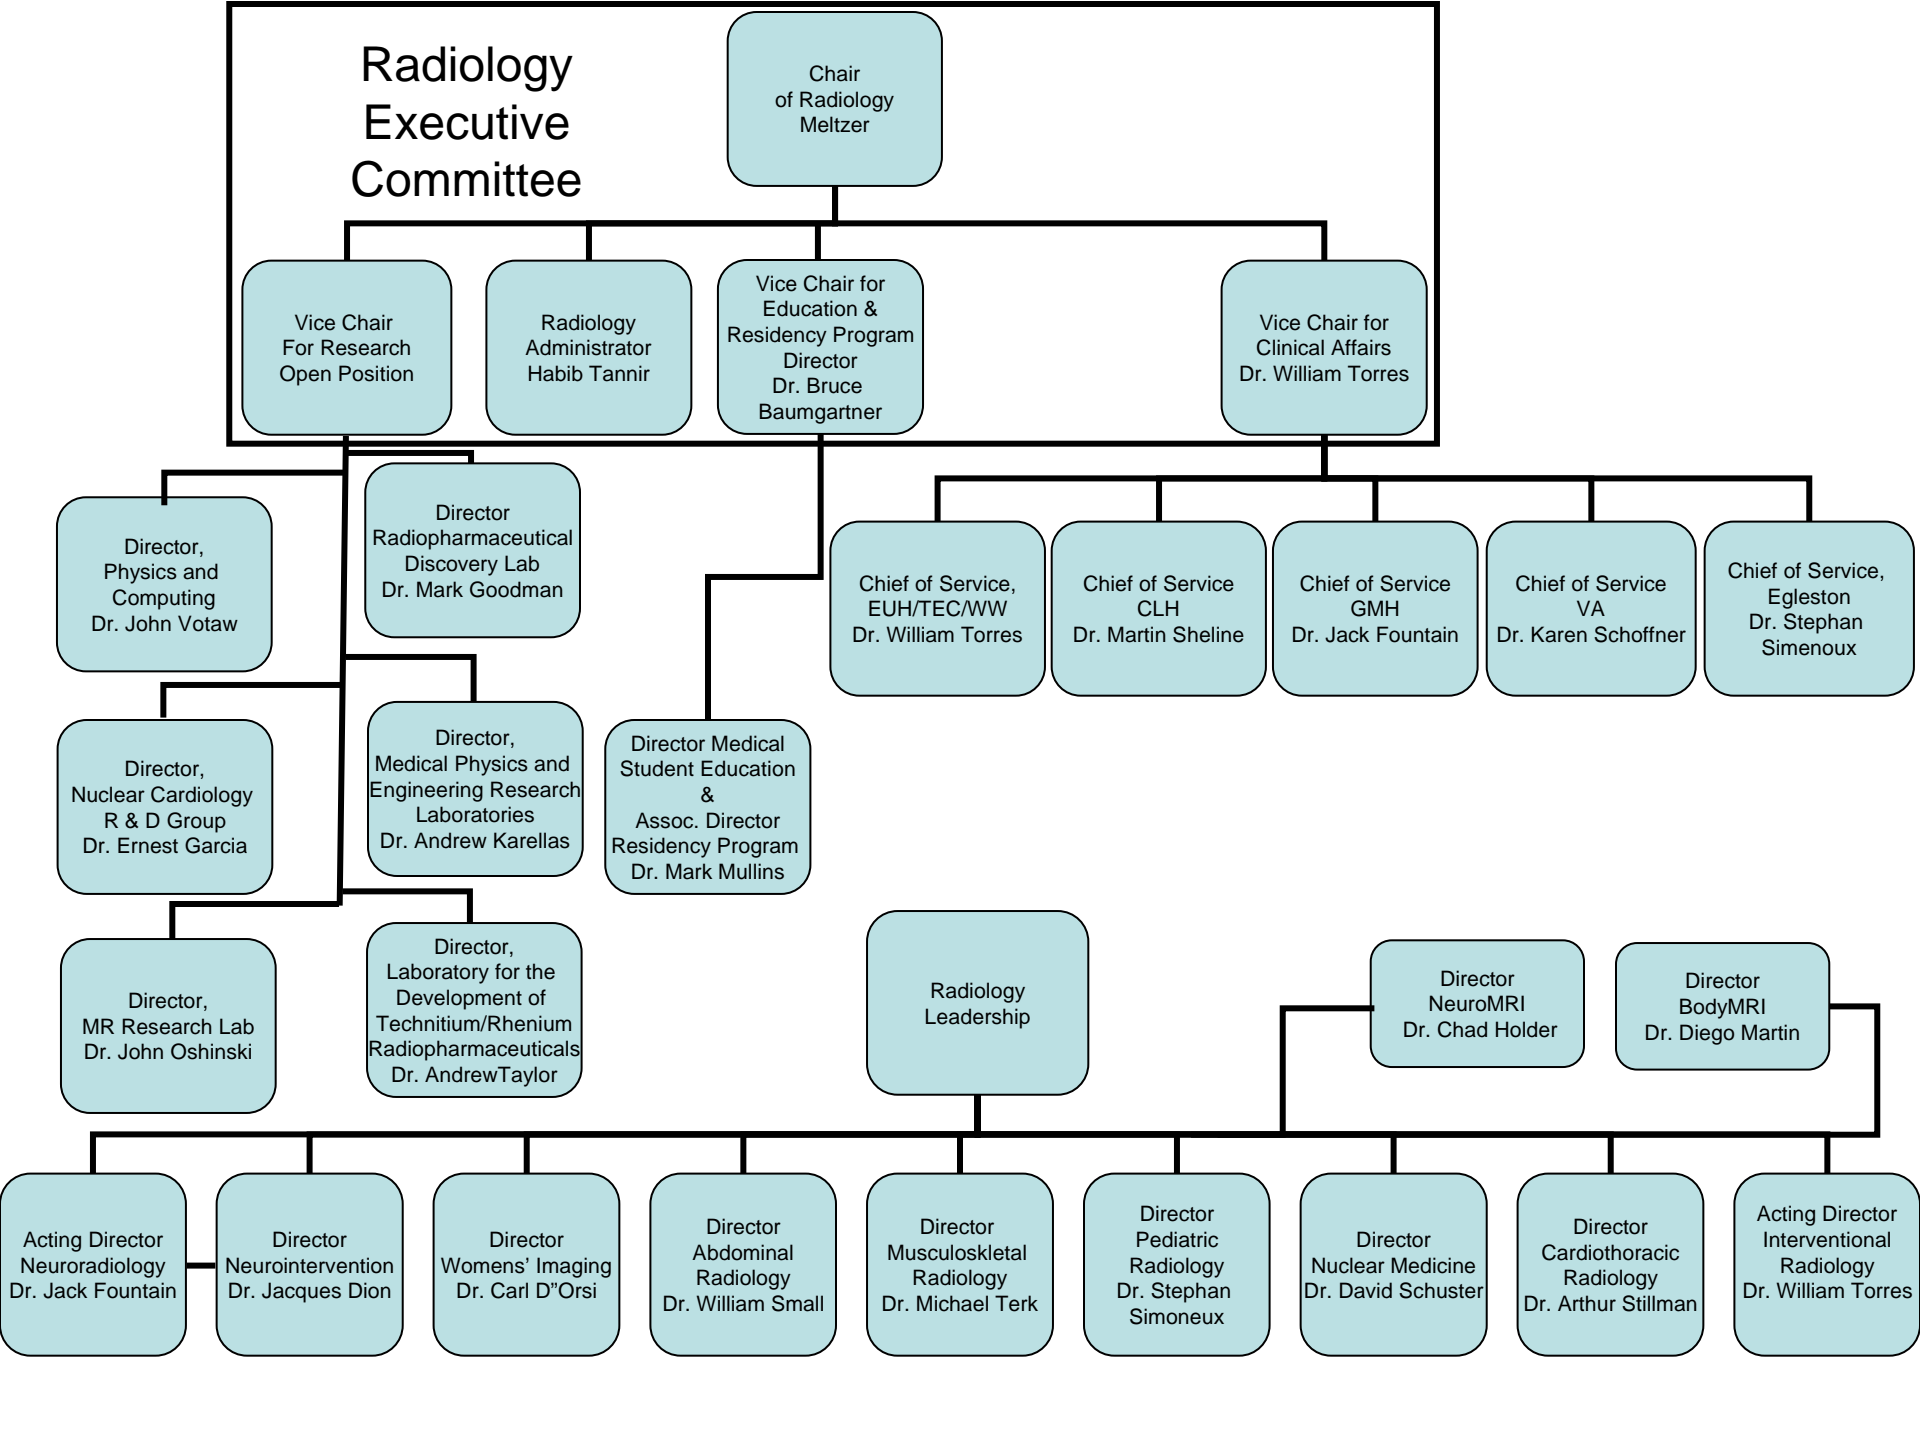 Radiology
Executive
Committee
Chair
of Radiology
Meltzer
Vice Chair
For Research
Open Position
Radiology
Administrator
Habib Tannir
Vice Chair for
Education &
Residency Program
Director
Dr. Bruce
Baumgartner
Vice Chair for
Clinical Affairs
Dr. William Torres
Director,
Physics and
Computing
Dr. John Votaw
Director
Radiopharmaceutical
Discovery Lab
Dr. Mark Goodman
Chief of Service,
EUH/TEC/WW
Dr. William Torres
Chief of Service
CLH
Dr. Martin Sheline
Chief of Service
GMH
Dr. Jack Fountain
Chief of Service
VA
Dr. Karen Schoffner
Chief of Service,
Egleston
Dr. Stephan
Simenoux
Director,
Nuclear Cardiology
R & D Group
Dr. Ernest Garcia
Director,
Medical Physics and
Engineering Research
Laboratories
Dr. Andrew Karellas
Director Medical
Student Education
&
Assoc. Director
Residency Program
Dr. Mark Mullins
Director,
MR Research Lab
Dr. John Oshinski
Director,
Laboratory for the
Development of
Technitium/Rhenium
Radiopharmaceuticals
Dr. AndrewTaylor
Radiology
Leadership
Director
NeuroMRI
Dr. Chad Holder
Director
BodyMRI
Dr. Diego Martin
Acting Director
Neuroradiology
Dr. Jack Fountain
Director
Neurointervention
Dr. Jacques Dion
Director
Womens’ Imaging
Dr. Carl D”Orsi
Director
Abdominal
Radiology
Dr. William Small
Director
Musculoskletal
Radiology
Dr. Michael Terk
Director
Pediatric
Radiology
Dr. Stephan
Simoneux
Director
Nuclear Medicine
Dr. David Schuster
Director
Cardiothoracic
Radiology
Dr. Arthur Stillman
Acting Director
Interventional
Radiology
Dr. William Torres